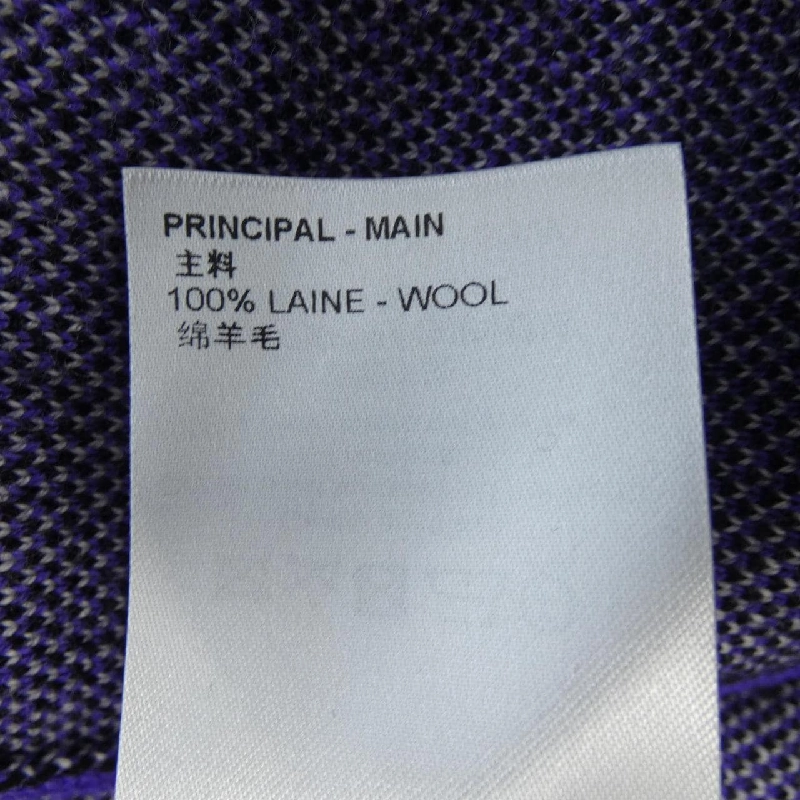 PRINCIPAL - MAIN
主料
100% LAINE - WOOL
绵羊毛